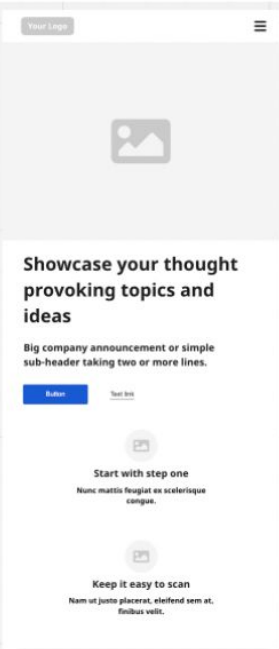 Your Logo
Showcase your thought
provoking topics and
ideas
Big company announcement or simple
sub-header taking two or more lines.
Button
Text link
Start with step one
Nunc mattis feugiat ex scelerisque
congue.
Keep it easy to scan
Nam ut justo placerat, eleifend sem at,
finibus velit.